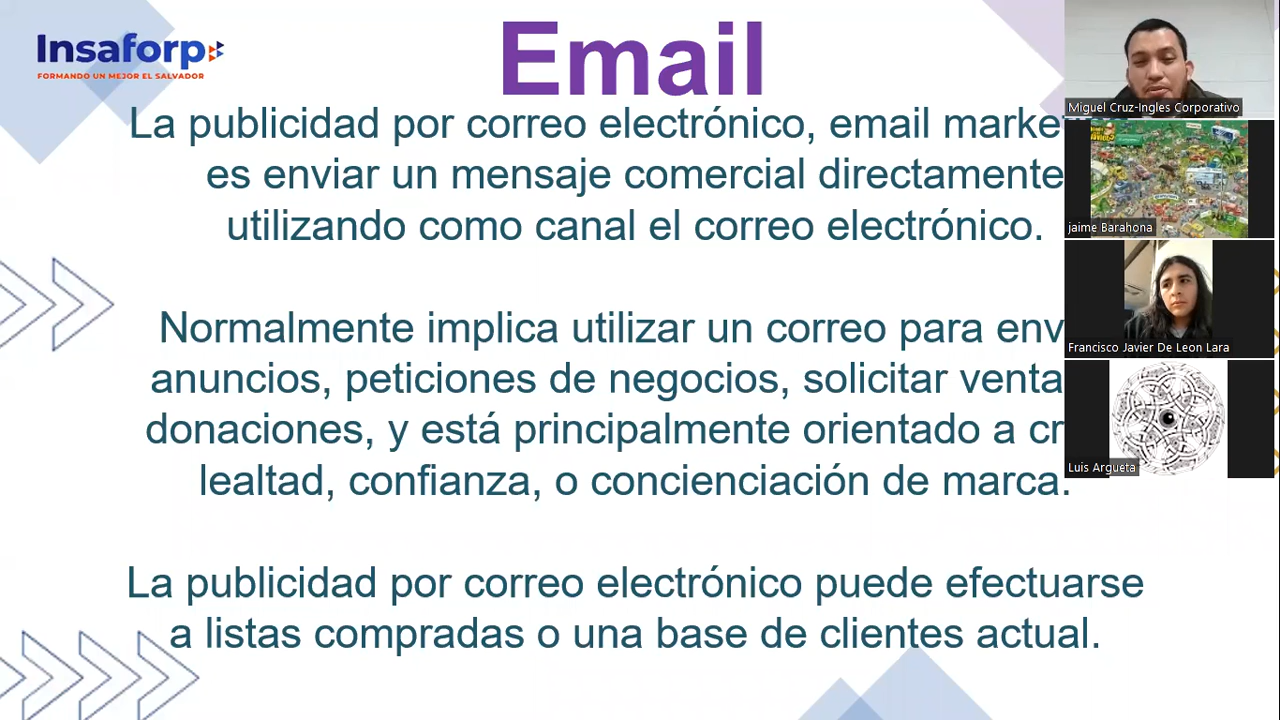 Insaforp
FORMANDO UN MEJOR EL SALVADOR
Email
La publicidad por correo electrónico, email marke
es enviar un mensaje comercial directamente
utilizando como canal el correo electrónico.
Normalmente implica utilizar un correo para env
anuncios, peticiones de negocios, solicitar venta
donaciones, y está principalmente orientado a cr
lealtad, confianza, o concienciación de marca.
La publicidad por correo electrónico puede efectuarse
a listas compradas o una base de clientes actual.
Miguel Cruz-Ingles Corporativo
jaime Barahona
Francisco Javier De Leon Lara
Luis Argueta